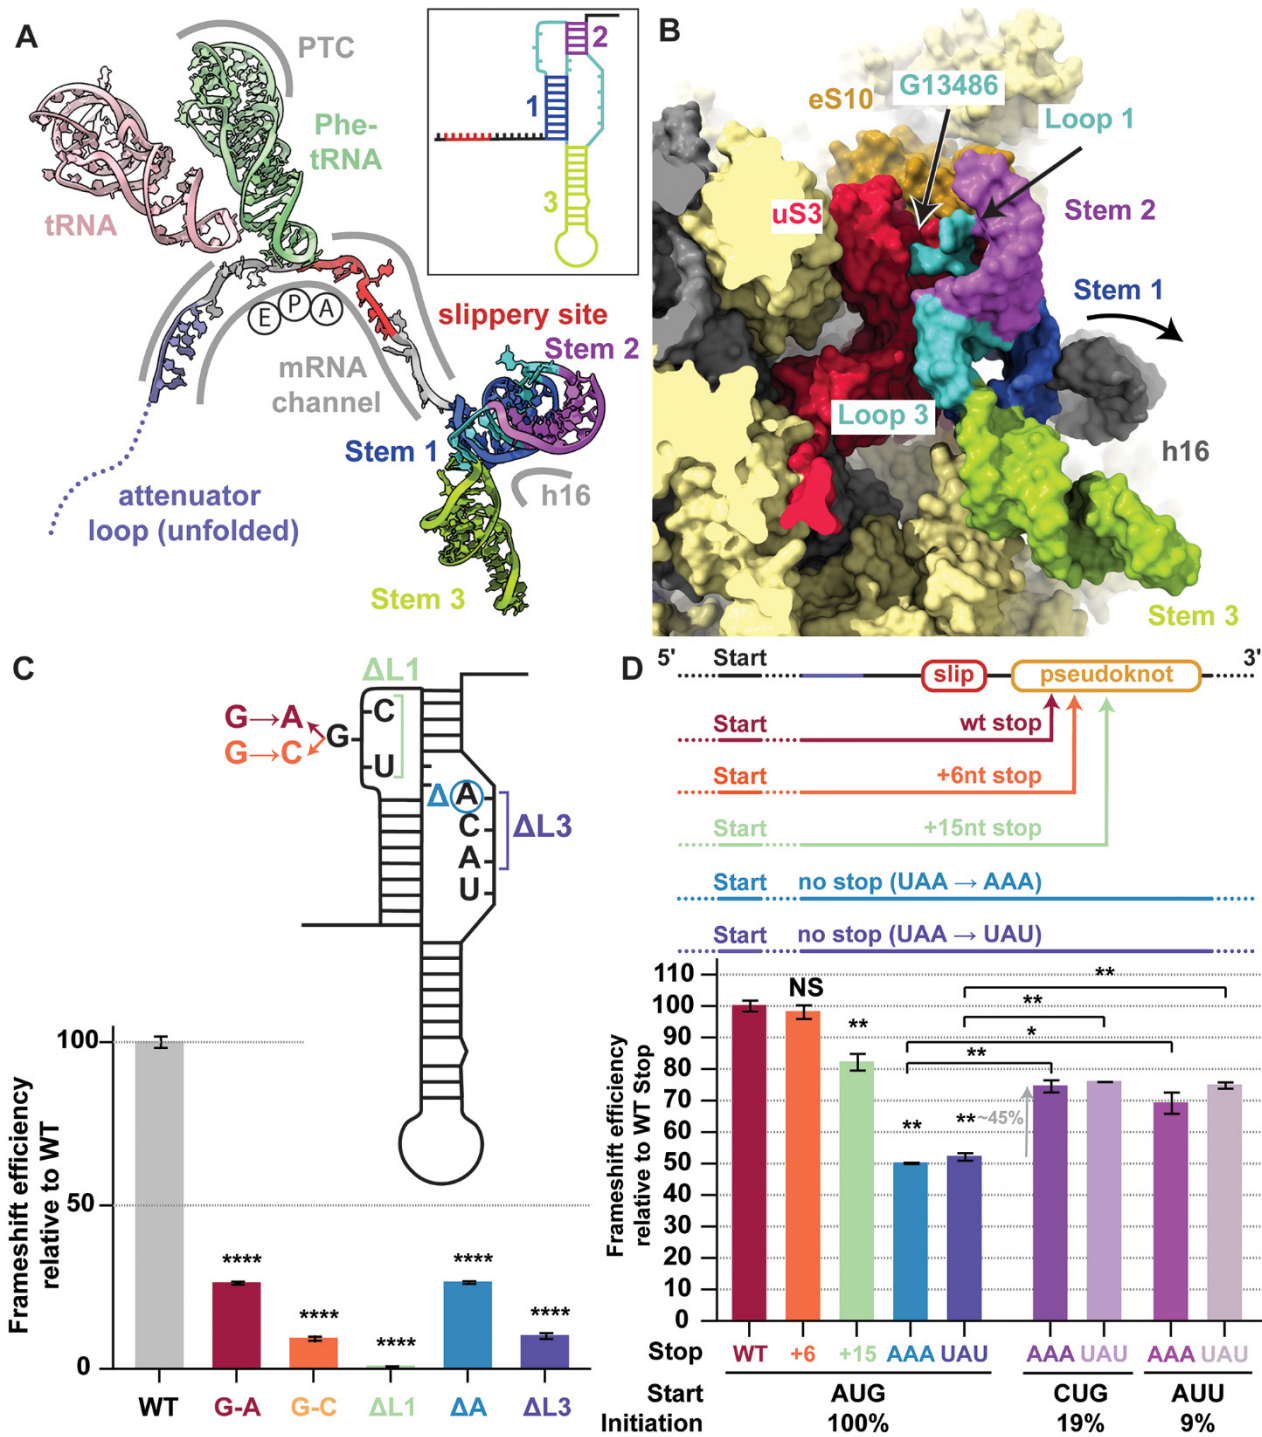 A
PTC
Phe-
tRNA
tRNA
E P A
mRNA
channel
slippery site
Stem 2
Stem 1
h16
attenuator
loop (unfolded)
Stem 3
1
2
3
B
eS10
G13486
Loop 1
uS3
Stem 2
Stem 1
Loop 3
h16
Stem 3
C
ΔL1
G→A
G→C
G
C
U
ΔA
C
A
U
ΔL3
Frameshift efficiency
relative to WT
100
50
0
****
****
****
****
****
WT G-A G-C ΔL1 ΔA ΔL3
D
5' Start slip pseudoknot 3'
Start wt stop
Start +6nt stop
Start +15nt stop
Start no stop (UAA → AAA)
Start no stop (UAA → UAU)
Frameshift efficiency
relative to WT Stop
110
100
90
80
70
60
50
40
30
20
10
0
NS
**
**
**
~45%
**
*
**
**
Stop WT +6 +15 AAA UAU AAA UAU AAA UAU
Start AUG CUG AUU
Initiation 100% 19% 9%